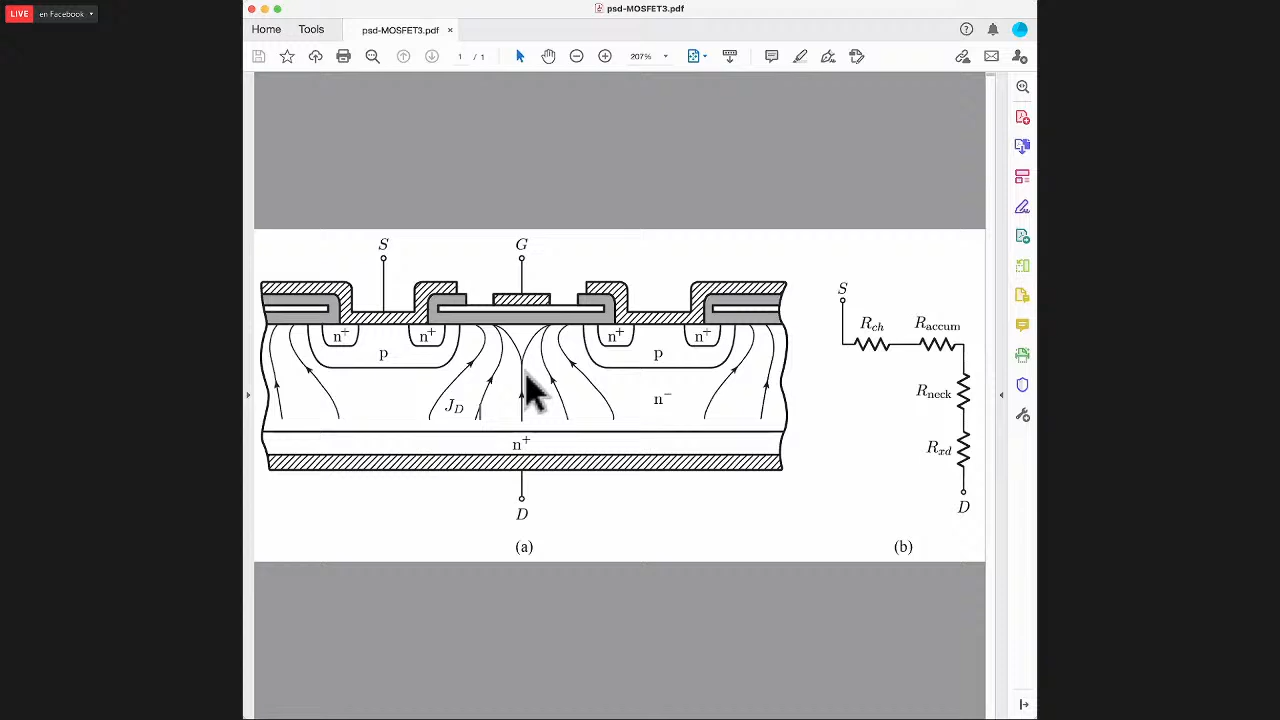 LIVE en Facebook
psd-MOSFET3.pdf
Home Tools psd-MOSFET3.pdf ×
1 / 1 207%
S G
n⁺ n⁺ n⁺ n⁺
p p
J_D n⁻
n⁺
D
(a)
S
R_ch R_accum
R_neck
R_xd
D
(b)